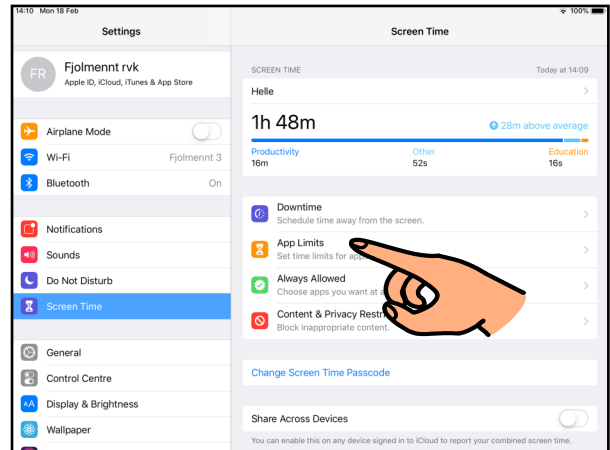 14:10 Mon 18 Feb
100%
Settings
Screen Time
FR
Fjolmennt rvk
Apple ID, iCloud, iTunes & App Store
Airplane Mode
Wi-Fi Fjolmennt 3
Bluetooth On
Notifications
Sounds
Do Not Disturb
Screen Time
General
Control Centre
AA Display & Brightness
Wallpaper
SCREEN TIME Today at 14:09
Helle
1h 48m 28m above average
Productivity Other Education
16m 52s 16s
Downtime
Schedule time away from the screen.
App Limits
Set time limits for
Always Allowed
Choose apps you want at
Content & Privacy
Block inappropriate content.
Change Screen Time Passcode
Share Across Devices
You can enable this on any device signed in to iCloud to report your combined screen time.